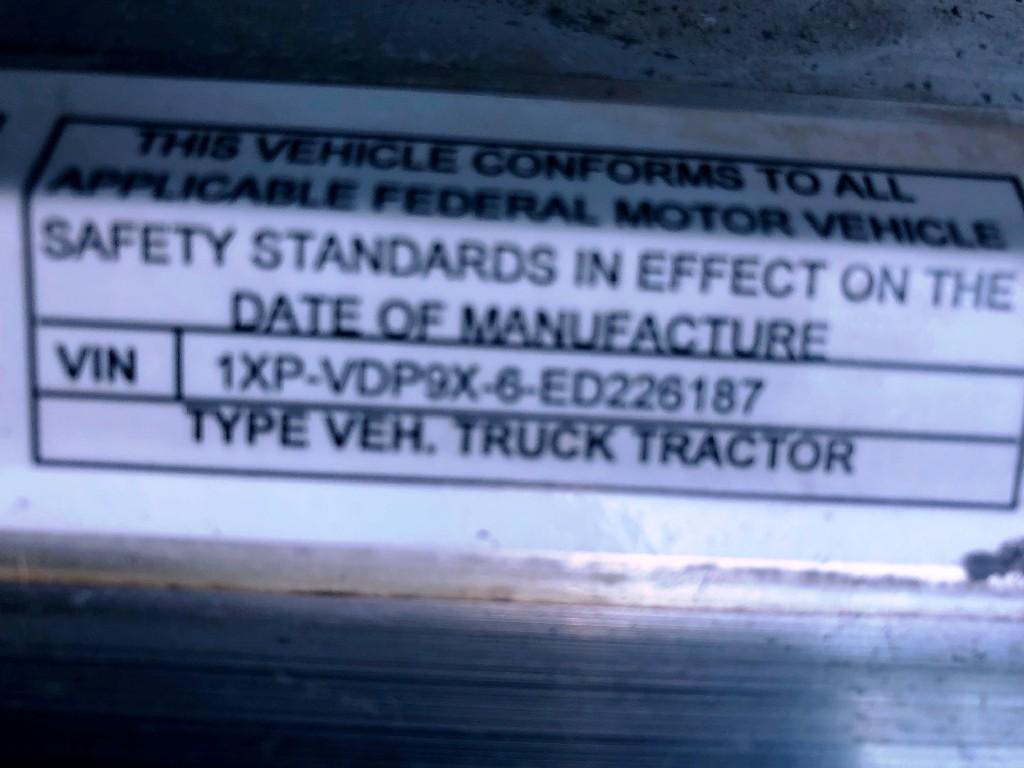 THIS VEHICLE CONFORMS TO ALL
APPLICABLE FEDERAL MOTOR VEHICLE
SAFETY STANDARDS IN EFFECT ON THE
DATE OF MANUFACTURE
VIN 1XP-VDP9X-6-ED226187
TYPE VEH. TRUCK TRACTOR